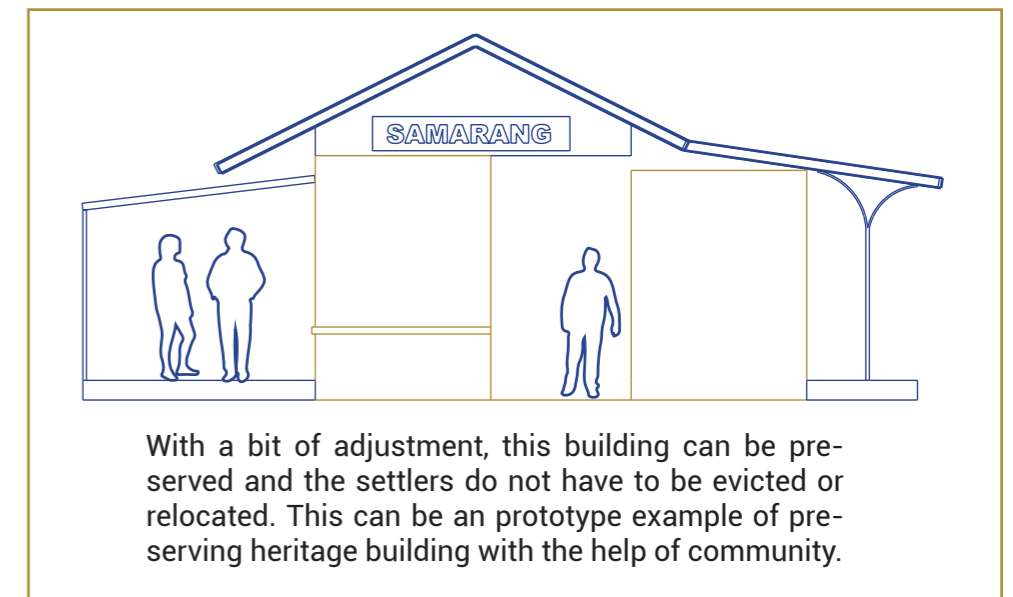 SAMARANG
With a bit of adjustment, this building can be pre-
served and the settlers do not have to be evicted or
relocated. This can be an prototype example of pre-
serving heritage building with the help of community.